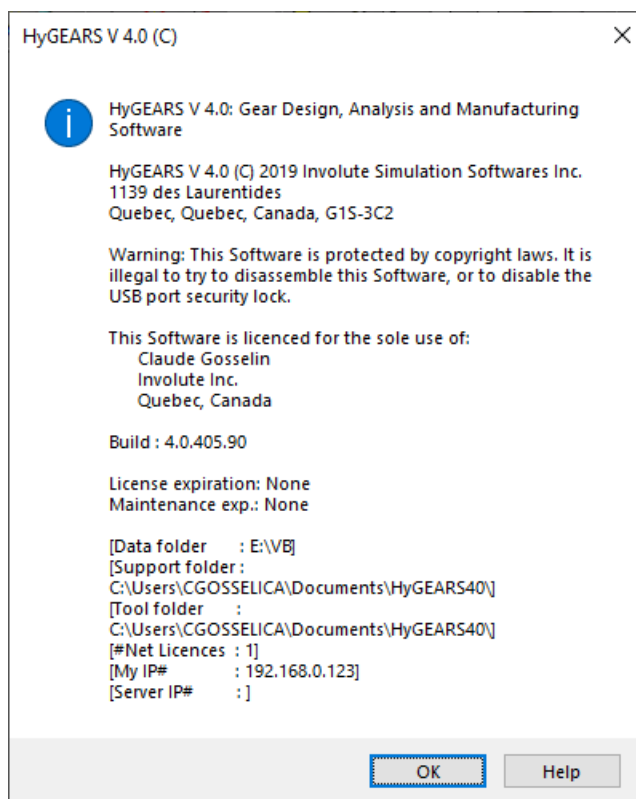 HyGEARS V 4.0 (C)
HyGEARS V 4.0: Gear Design, Analysis and Manufacturing
Software
HyGEARS V 4.0 (C) 2019 Involute Simulation Softwares Inc.
1139 des Laurentides
Quebec, Quebec, Canada, G1S-3C2
Warning: This Software is protected by copyright laws. It is
illegal to try to disassemble this Software, or to disable the
USB port security lock.
This Software is licenced for the sole use of:
Claude Gosselin
Involute Inc.
Quebec, Canada
Build : 4.0.405.90
License expiration: None
Maintenance exp.: None
[Data folder : E:\VB]
[Support folder :
C:\Users\CGOSSELICA\Documents\HyGEARS40\]
[Tool folder :
C:\Users\CGOSSELICA\Documents\HyGEARS40\]
[#Net Licences : 1]
[My IP# : 192.168.0.123]
[Server IP# : ]
OK Help